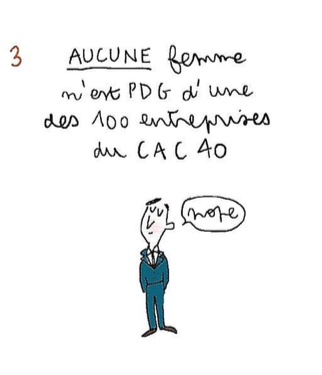 3
AUCUNE femme
n'est PDG d'une
des 100 entreprises
du CAC 40
nope